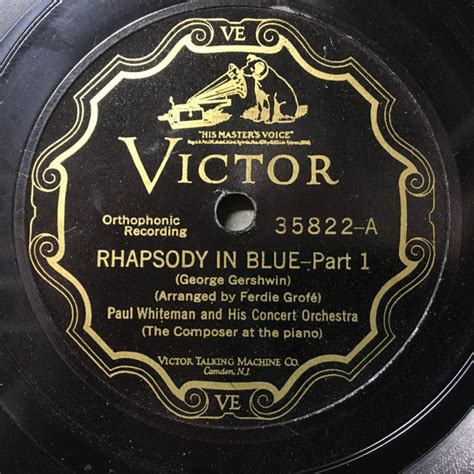 VE
"HIS MASTER'S VOICE"
VICTOR
Orthophonic
Recording
35822-A
RHAPSODY IN BLUE-Part 1
(George Gershwin)
(Arranged by Ferdie Grofé)
Paul Whiteman and His Concert Orchestra
(The Composer at the piano)
VICTOR TALKING MACHINE CO.
Camden, N.J.
VE